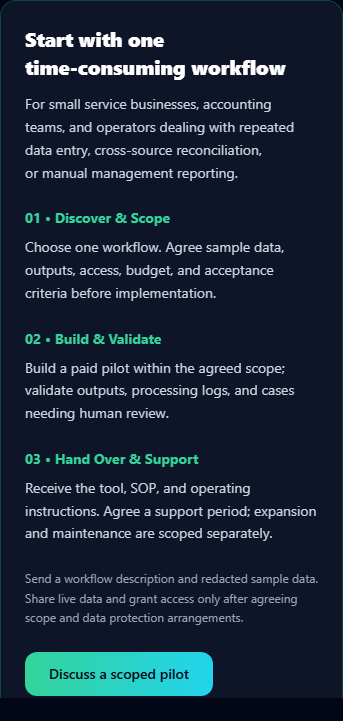 Start with one
time-consuming workflow
For small service businesses, accounting
teams, and operators dealing with repeated
data entry, cross-source reconciliation,
or manual management reporting.
01 • Discover & Scope
Choose one workflow. Agree sample data,
outputs, access, budget, and acceptance
criteria before implementation.
02 • Build & Validate
Build a paid pilot within the agreed scope;
validate outputs, processing logs, and cases
needing human review.
03 • Hand Over & Support
Receive the tool, SOP, and operating
instructions. Agree a support period; expansion
and maintenance are scoped separately.
Send a workflow description and redacted sample data.
Share live data and grant access only after agreeing
scope and data protection arrangements.
Discuss a scoped pilot